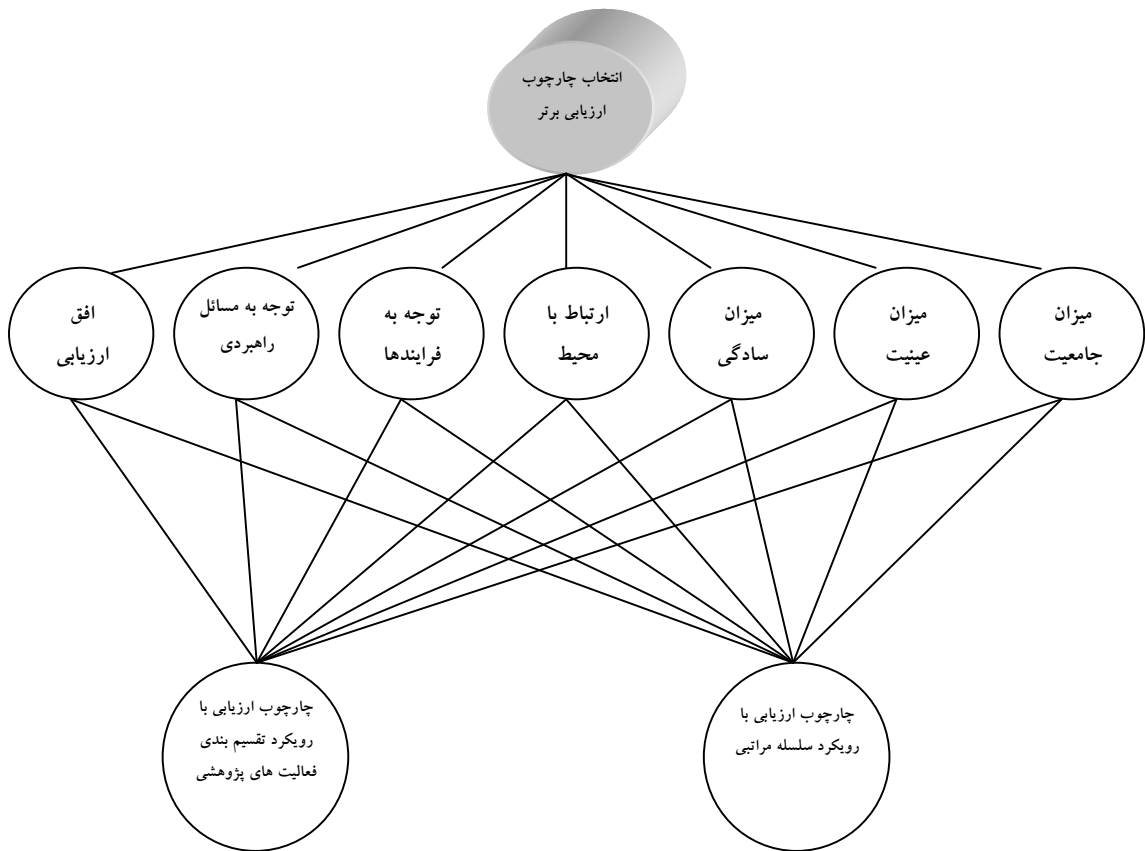 انتخاب چارچوب
ارزیابی برتر
میزان
جامعیت
میزان
عینیت
میزان
سادگی
ارتباط با
محیط
توجه به
فرایندها
توجه به مسائل
راهبردی
افق
ارزیابی
چارچوب ارزیابی با
رویکرد سلسله مراتبی
چارچوب ارزیابی با
رویکرد تقسیم بندی
فعالیت های پژوهشی